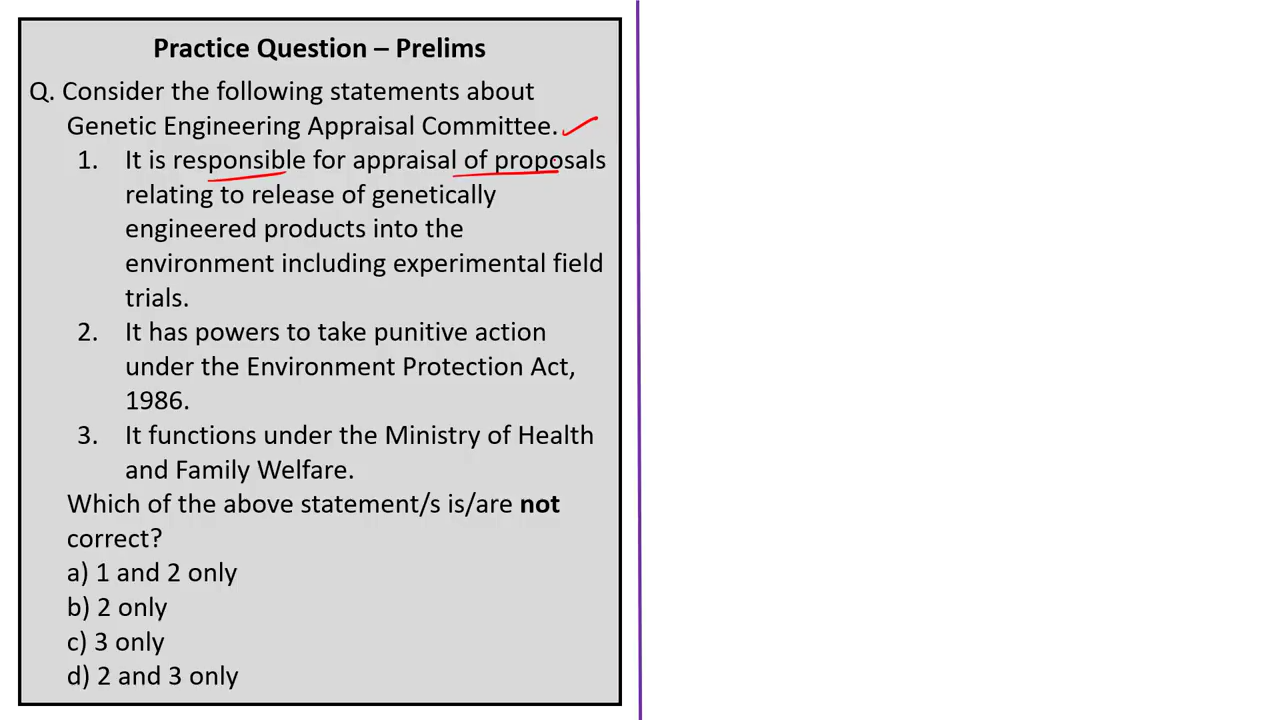 Practice Question – Prelims
Q. Consider the following statements about
Genetic Engineering Appraisal Committee.
1. It is responsible for appraisal of proposals
relating to release of genetically
engineered products into the
environment including experimental field
trials.
2. It has powers to take punitive action
under the Environment Protection Act,
1986.
3. It functions under the Ministry of Health
and Family Welfare.
Which of the above statement/s is/are not
correct?
a) 1 and 2 only
b) 2 only
c) 3 only
d) 2 and 3 only